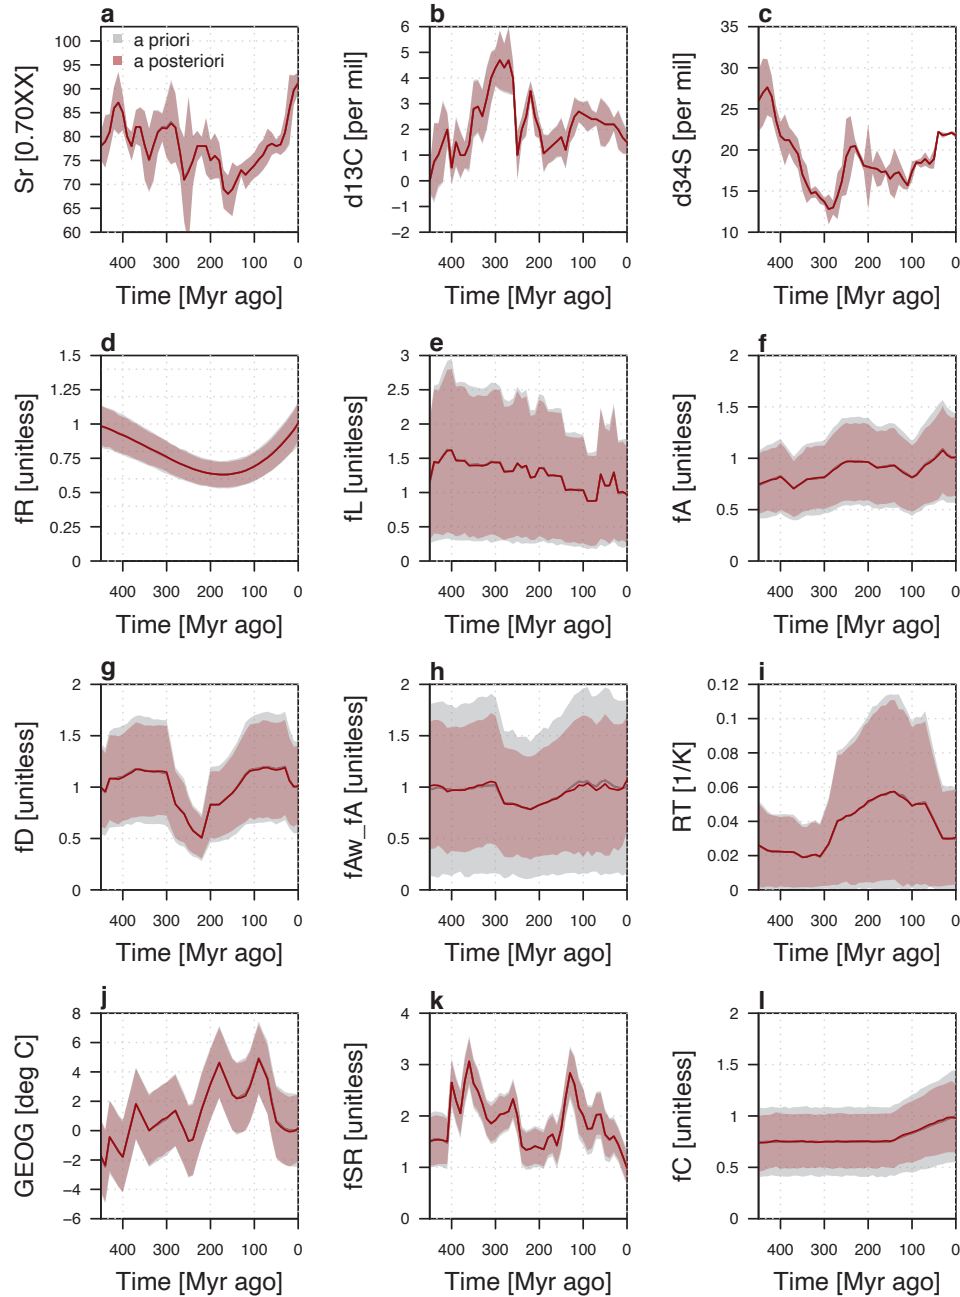 a
Sr [0.70XX]
100
95
90
85
80
75
70
65
60
a priori
a posteriori
400 300 200 100 0
Time [Myr ago]
b
d13C [per mil]
6
5
4
3
2
1
0
−1
−2
400 300 200 100 0
Time [Myr ago]
c
d34S [per mil]
35
30
25
20
15
10
400 300 200 100 0
Time [Myr ago]
d
fR [unitless]
1.5
1.25
1
0.75
0.5
0.25
0
400 300 200 100 0
Time [Myr ago]
e
fL [unitless]
3
2.5
2
1.5
1
0.5
0
400 300 200 100 0
Time [Myr ago]
f
fA [unitless]
2
1.5
1
0.5
0
400 300 200 100 0
Time [Myr ago]
g
fD [unitless]
2
1.5
1
0.5
0
400 300 200 100 0
Time [Myr ago]
h
fAw_fA [unitless]
2
1.5
1
0.5
0
400 300 200 100 0
Time [Myr ago]
i
RT [1/K]
0.12
0.1
0.08
0.06
0.04
0.02
0
400 300 200 100 0
Time [Myr ago]
j
GEOG [deg C]
8
6
4
2
0
−2
−4
−6
400 300 200 100 0
Time [Myr ago]
k
fSR [unitless]
4
3
2
1
0
400 300 200 100 0
Time [Myr ago]
l
fC [unitless]
2
1.5
1
0.5
0
400 300 200 100 0
Time [Myr ago]